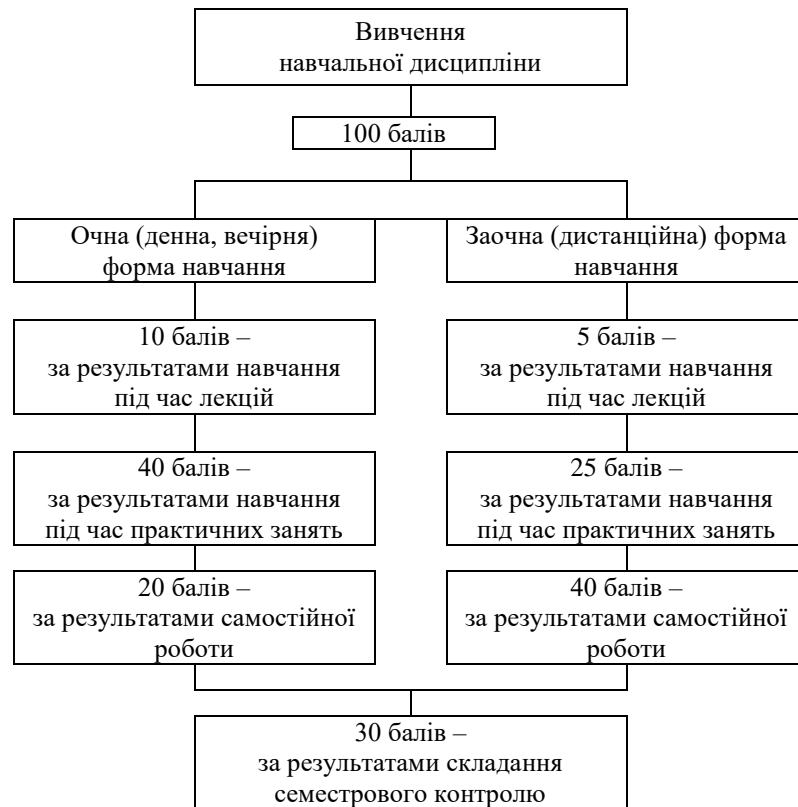 Вивчення
навчальної дисципліни
100 балів
Очна (денна, вечірня)
форма навчання
Заочна (дистанційна) форма
навчання
10 балів –
за результатами навчання
під час лекцій
5 балів –
за результатами навчання
під час лекцій
40 балів –
за результатами навчання
під час практичних занять
25 балів –
за результатами навчання
під час практичних занять
20 балів –
за результатами самостійної
роботи
40 балів –
за результатами самостійної
роботи
30 балів –
за результатами складання
семестрового контролю